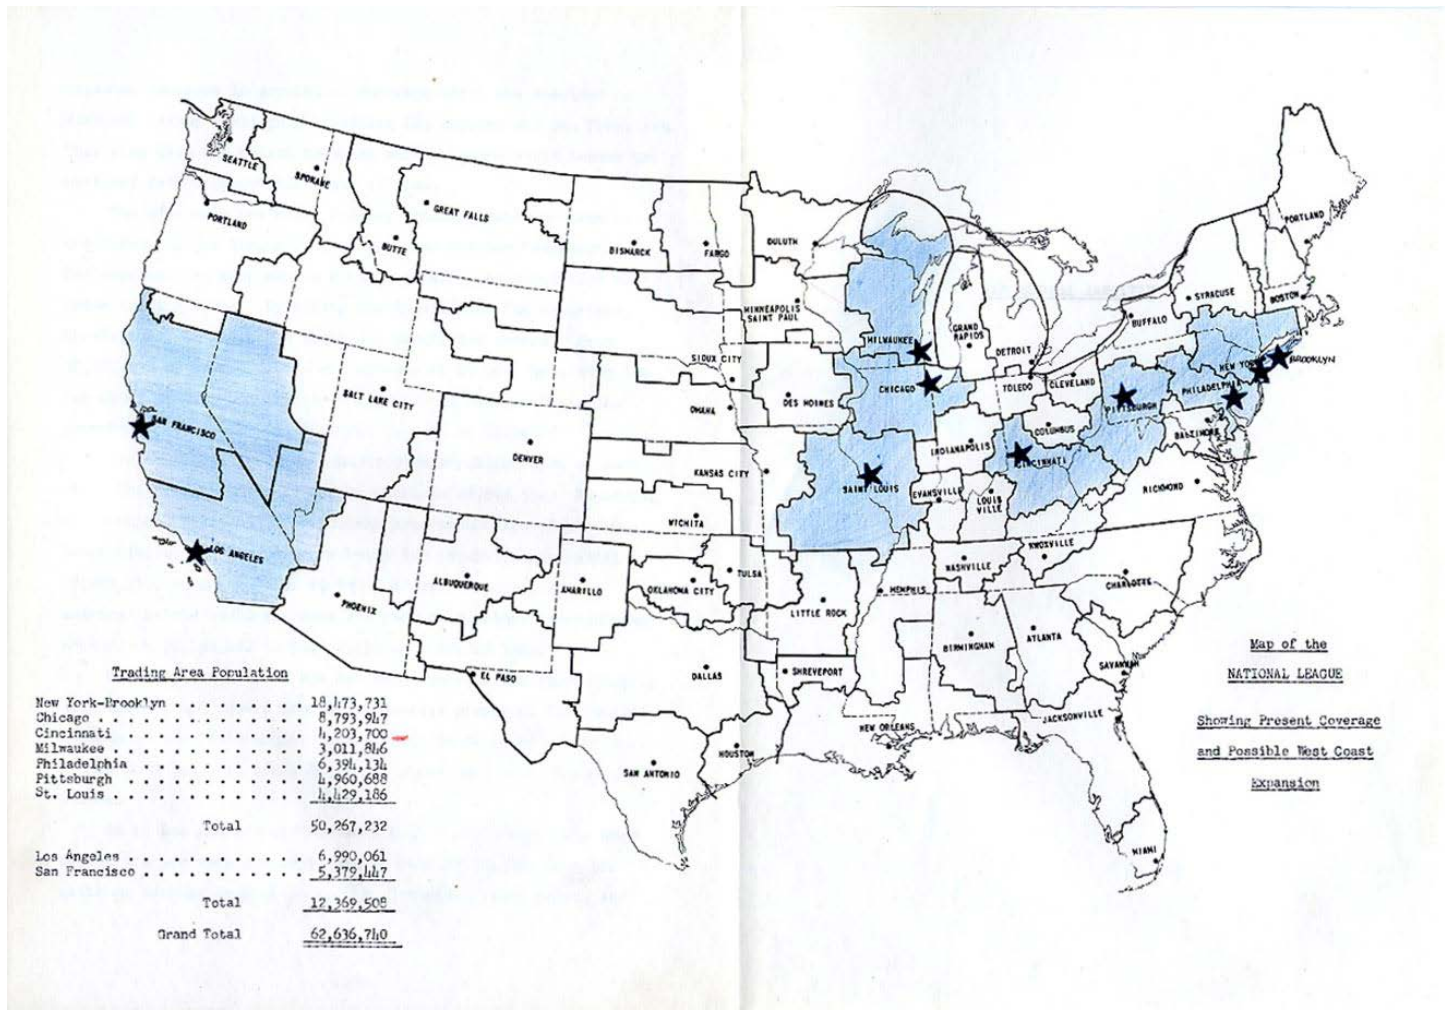 SEATTLE
SPOKANE
PORTLAND
GREAT FALLS
BUTTE
BISMARCK
FARGO
DULUTH
MINNEAPOLIS
SAINT PAUL
PORTLAND
SYRACUSE
BOSTON
BUFFALO
GRAND
RAPIDS
DETROIT
MILWAUKEE
SIOUX CITY
CHICAGO
TOLEDO
CLEVELAND
NEW YORK
BROOKLYN
PHILADELPHIA
PITTSBURGH
SALT LAKE CITY
OMAHA
DES MOINES
SAN FRANCISCO
DENVER
KANSAS CITY
INDIANAPOLIS
COLUMBUS
BALTIMORE
CINCINNATI
SAINT LOUIS
EVANSVILLE
LOUIS
VILLE
RICHMOND
WICHITA
LOS ANGELES
KNOXVILLE
NASHVILLE
PHOENIX
ALBUQUERQUE
AMARILLO
OKLAHOMA CITY
TULSA
LITTLE ROCK
MEMPHIS
BIRMINGHAM
ATLANTA
SAVANNAH
EL PASO
DALLAS
SHREVEPORT
JACKSONVILLE
NEW ORLEANS
HOUSTON
SAN ANTONIO
MIAMI
Trading Area Population
New York-Brooklyn . . . . . . . . . . 18,473,731
Chicago . . . . . . . . . . . . . . . 8,793,947
Cincinnati . . . . . . . . . . . . . 4,203,700
Milwaukee . . . . . . . . . . . . . . 3,011,846
Philadelphia . . . . . . . . . . . . 6,394,134
Pittsburgh . . . . . . . . . . . . . 4,960,688
St. Louis . . . . . . . . . . . . . . 4,429,186
Total 50,267,232
Los Angeles . . . . . . . . . . . . . 6,990,061
San Francisco . . . . . . . . . . . . 5,379,447
Total 12,369,508
Grand Total 62,636,740
Map of the
NATIONAL LEAGUE
Showing Present Coverage
and Possible West Coast
Expansion